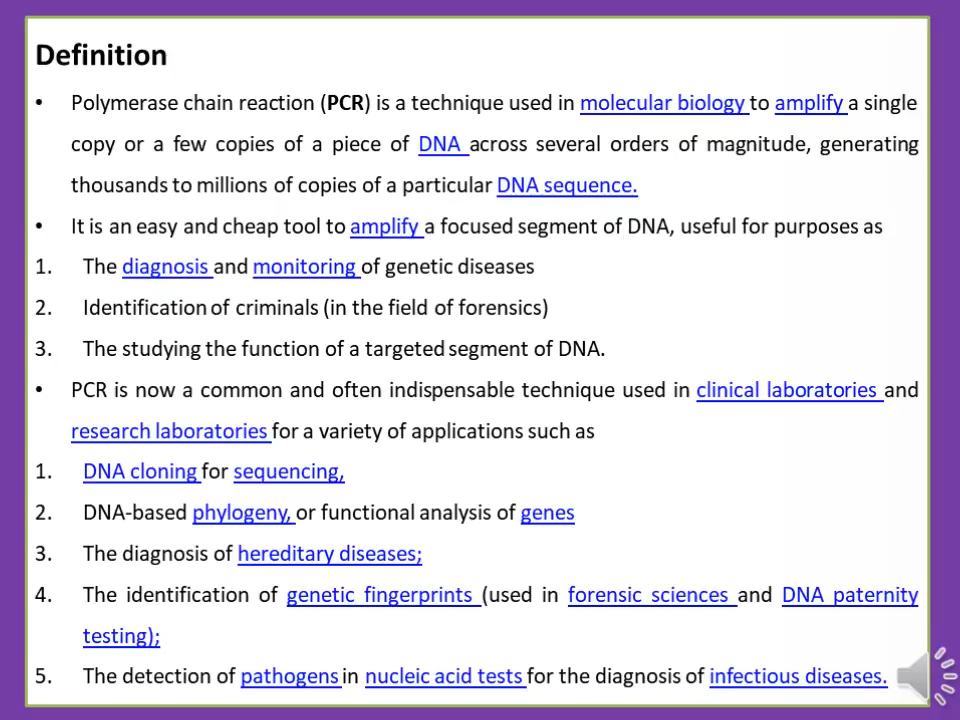 Definition
• Polymerase chain reaction (PCR) is a technique used in molecular biology to amplify a single
copy or a few copies of a piece of DNA across several orders of magnitude, generating
thousands to millions of copies of a particular DNA sequence.
• It is an easy and cheap tool to amplify a focused segment of DNA, useful for purposes as
1. The diagnosis and monitoring of genetic diseases
2. Identification of criminals (in the field of forensics)
3. The studying the function of a targeted segment of DNA.
• PCR is now a common and often indispensable technique used in clinical laboratories and
research laboratories for a variety of applications such as
1. DNA cloning for sequencing,
2. DNA-based phylogeny, or functional analysis of genes
3. The diagnosis of hereditary diseases;
4. The identification of genetic fingerprints (used in forensic sciences and DNA paternity
testing);
5. The detection of pathogens in nucleic acid tests for the diagnosis of infectious diseases.